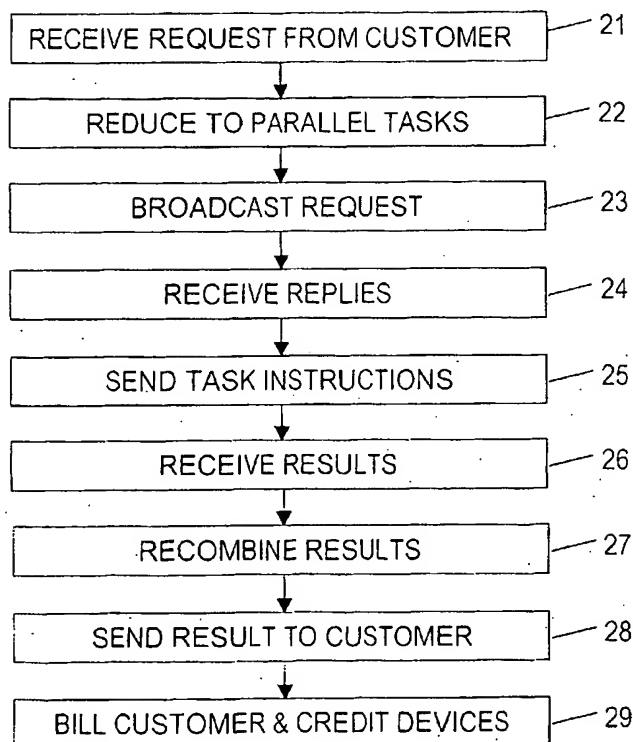 RECEIVE REQUEST FROM CUSTOMER 21
REDUCE TO PARALLEL TASKS 22
BROADCAST REQUEST 23
RECEIVE REPLIES 24
SEND TASK INSTRUCTIONS 25
RECEIVE RESULTS 26
RECOMBINE RESULTS 27
SEND RESULT TO CUSTOMER 28
BILL CUSTOMER & CREDIT DEVICES 29